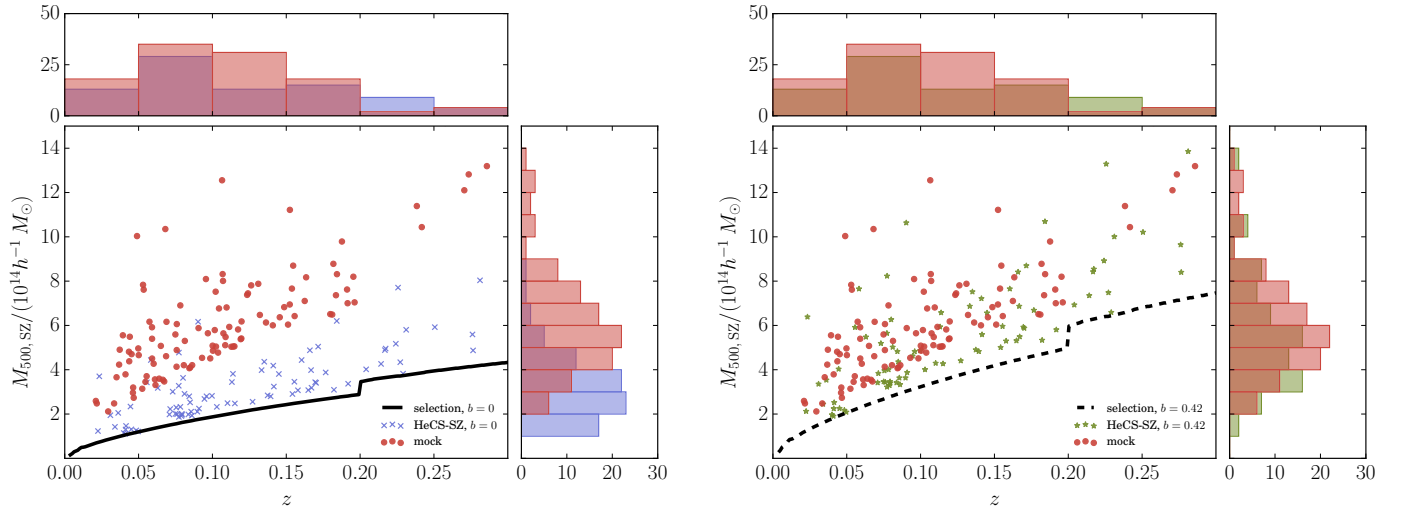 50
25
0
14
12
10
8
6
4
2
M500, SZ/(10^14 h^−1 M⊙)
selection, b = 0
HeCS-SZ, b = 0
mock
0.00 0.05 0.10 0.15 0.20 0.25
z
0 10 20 30
50
25
0
14
12
10
8
6
4
2
M500, SZ/(10^14 h^−1 M⊙)
selection, b = 0.42
HeCS-SZ, b = 0.42
mock
0.00 0.05 0.10 0.15 0.20 0.25
z
0 10 20 30